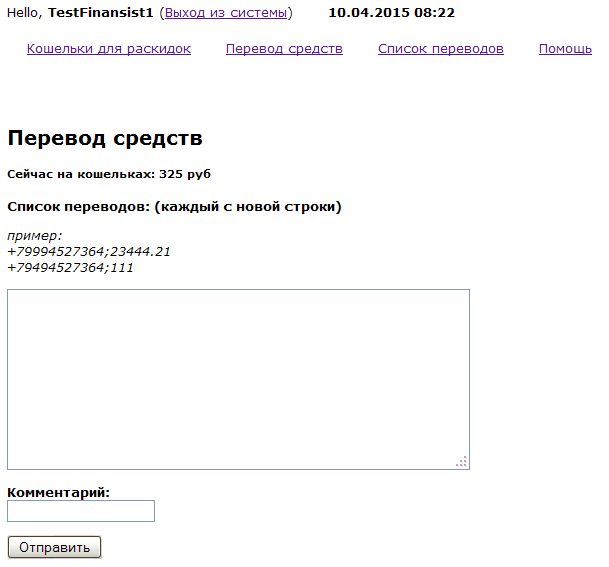 Hello, TestFinansist1 (Выход из системы) 10.04.2015 08:22
Кошельки для раскидок Перевод средств Список переводов Помощь
Перевод средств
Сейчас на кошельках: 325 руб
Список переводов: (каждый с новой строки)
пример:
+79994527364;23444.21
+79494527364;111
Комментарий:
Отправить